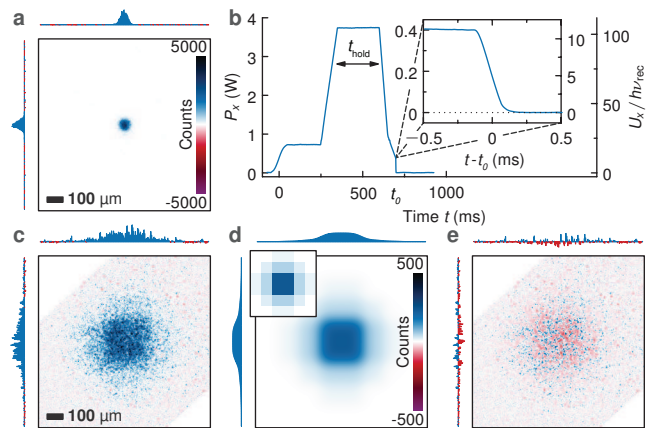 a
5000
Counts
-5000
100 μm
b
4
3
2
1
0
P_x (W)
t_hold
0.4
0.2
0
10
5
0
-0.5
0
0.5
t - t_0 (ms)
100
50
0
U_x / hν_rec
0
500
t_0
1000
Time t (ms)
c
100 μm
d
500
Counts
-500
e